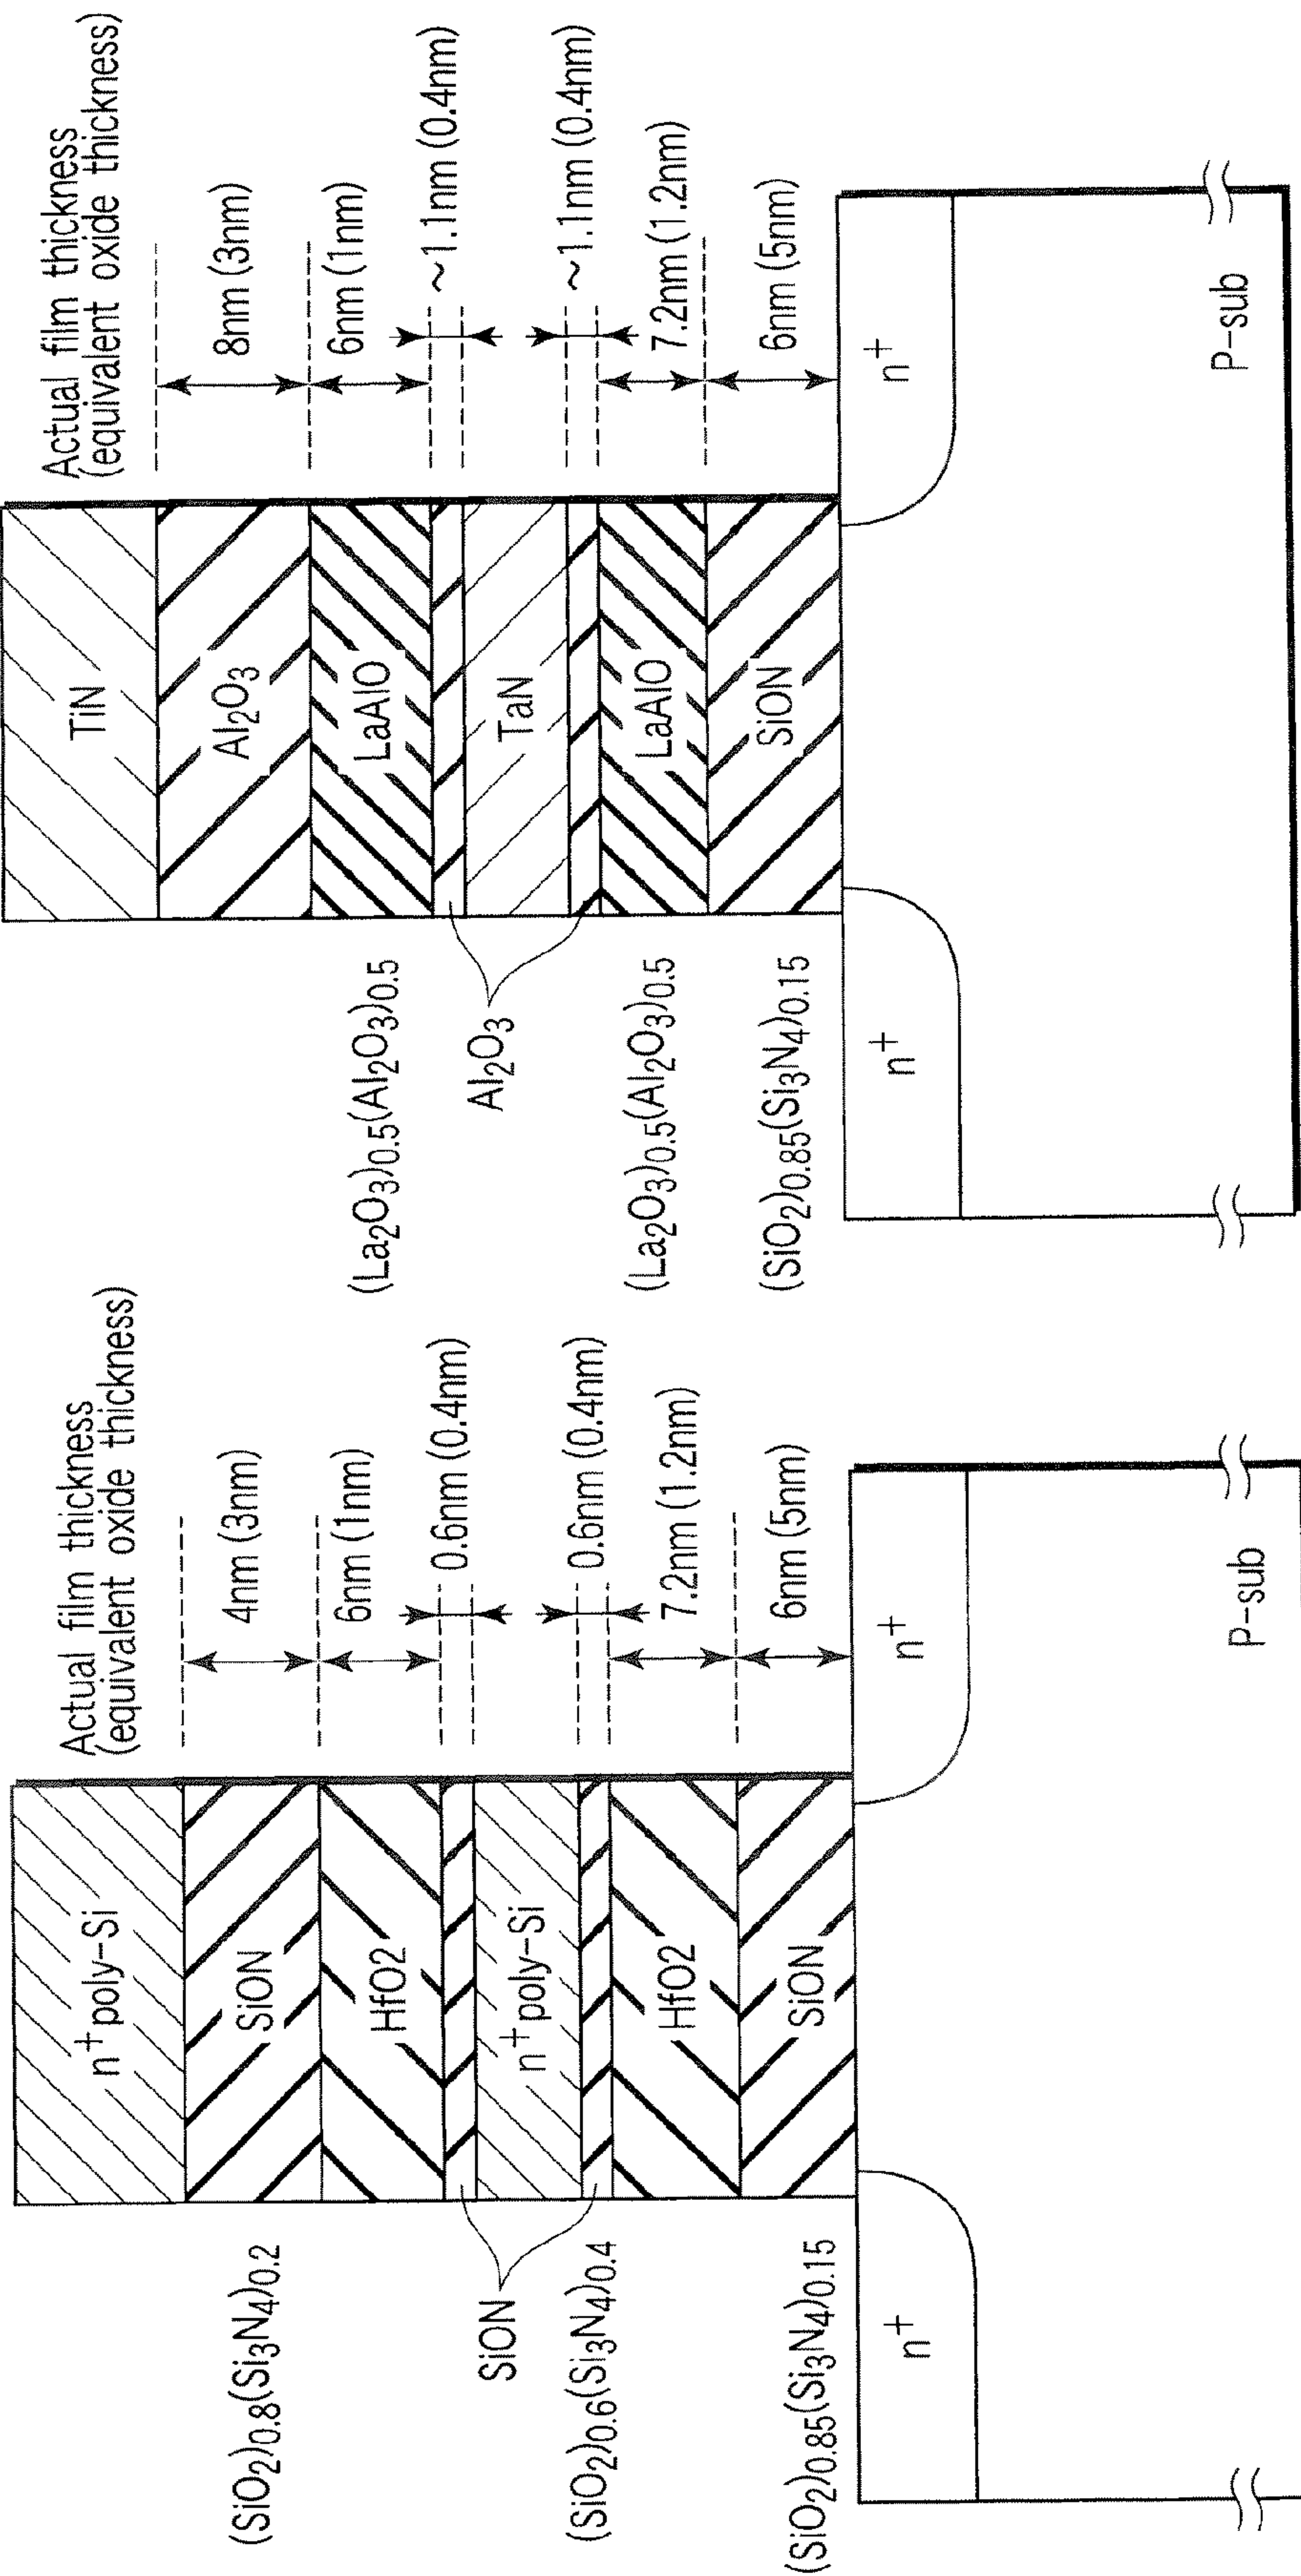 Actual film thickness
(equivalent oxide thickness)
n+ poly-Si
4nm (3nm)
(SiO2)0.8(Si3N4)0.2
SiON
6nm (1nm)
HfO2
0.6nm (0.4nm)
SiON
n+ poly-Si
0.6nm (0.4nm)
(SiO2)0.6(Si3N4)0.4
HfO2
7.2nm (1.2nm)
(SiO2)0.85(Si3N4)0.15
SiON
6nm (5nm)
n+
n+
P-sub
Actual film thickness
(equivalent oxide thickness)
TiN
8nm (3nm)
Al2O3
6nm (1nm)
(La2O3)0.5(Al2O3)0.5
LaAlO
~1.1nm (0.4nm)
Al2O3
TaN
~1.1nm (0.4nm)
(La2O3)0.5(Al2O3)0.5
LaAlO
7.2nm (1.2nm)
(SiO2)0.85(Si3N4)0.15
SiON
6nm (5nm)
n+
n+
P-sub